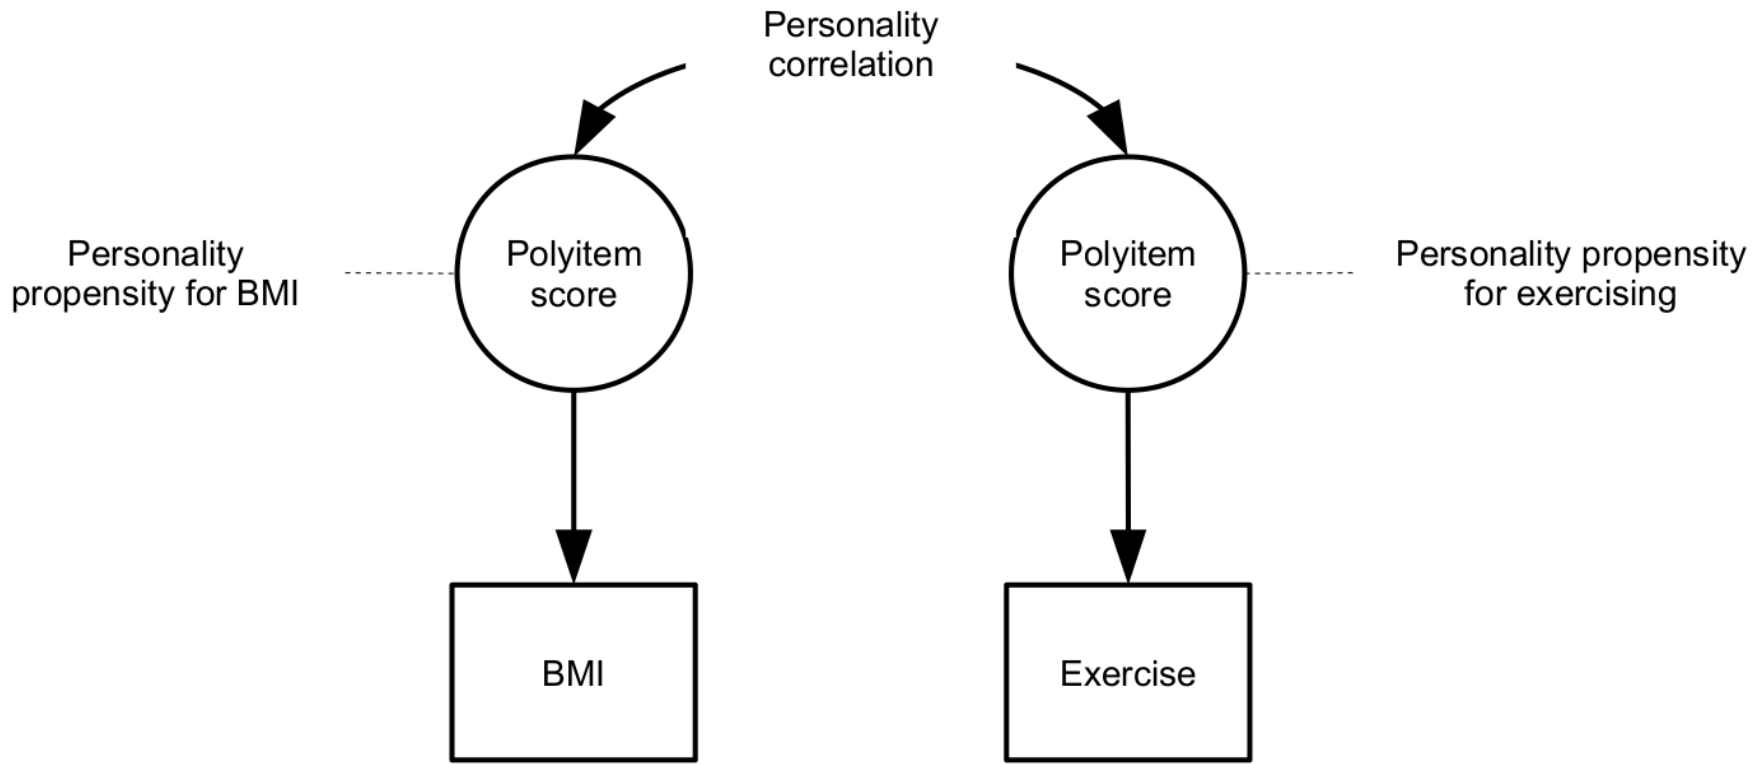 Personality
correlation
Personality
propensity for BMI
Polyitem
score
Polyitem
score
Personality propensity
for exercising
BMI
Exercise